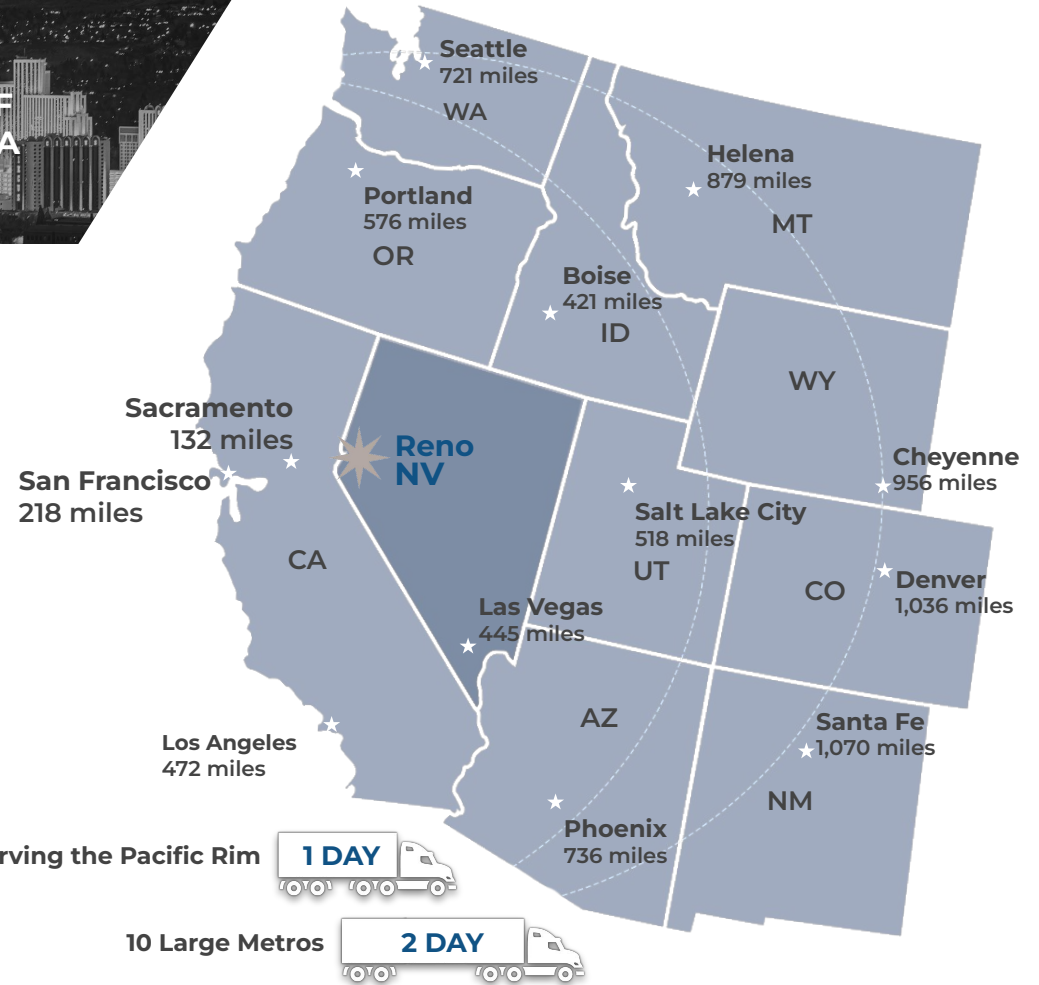 Seattle
721 miles
WA
Helena
879 miles
MT
Portland
576 miles
OR
Boise
421 miles
ID
WY
Sacramento
132 miles
Reno
NV
San Francisco
218 miles
Cheyenne
956 miles
Salt Lake City
518 miles
UT
CA
CO
Denver
1,036 miles
Las Vegas
445 miles
AZ
Santa Fe
1,070 miles
Los Angeles
472 miles
NM
Phoenix
736 miles
rving the Pacific Rim
1 DAY
10 Large Metros
2 DAY